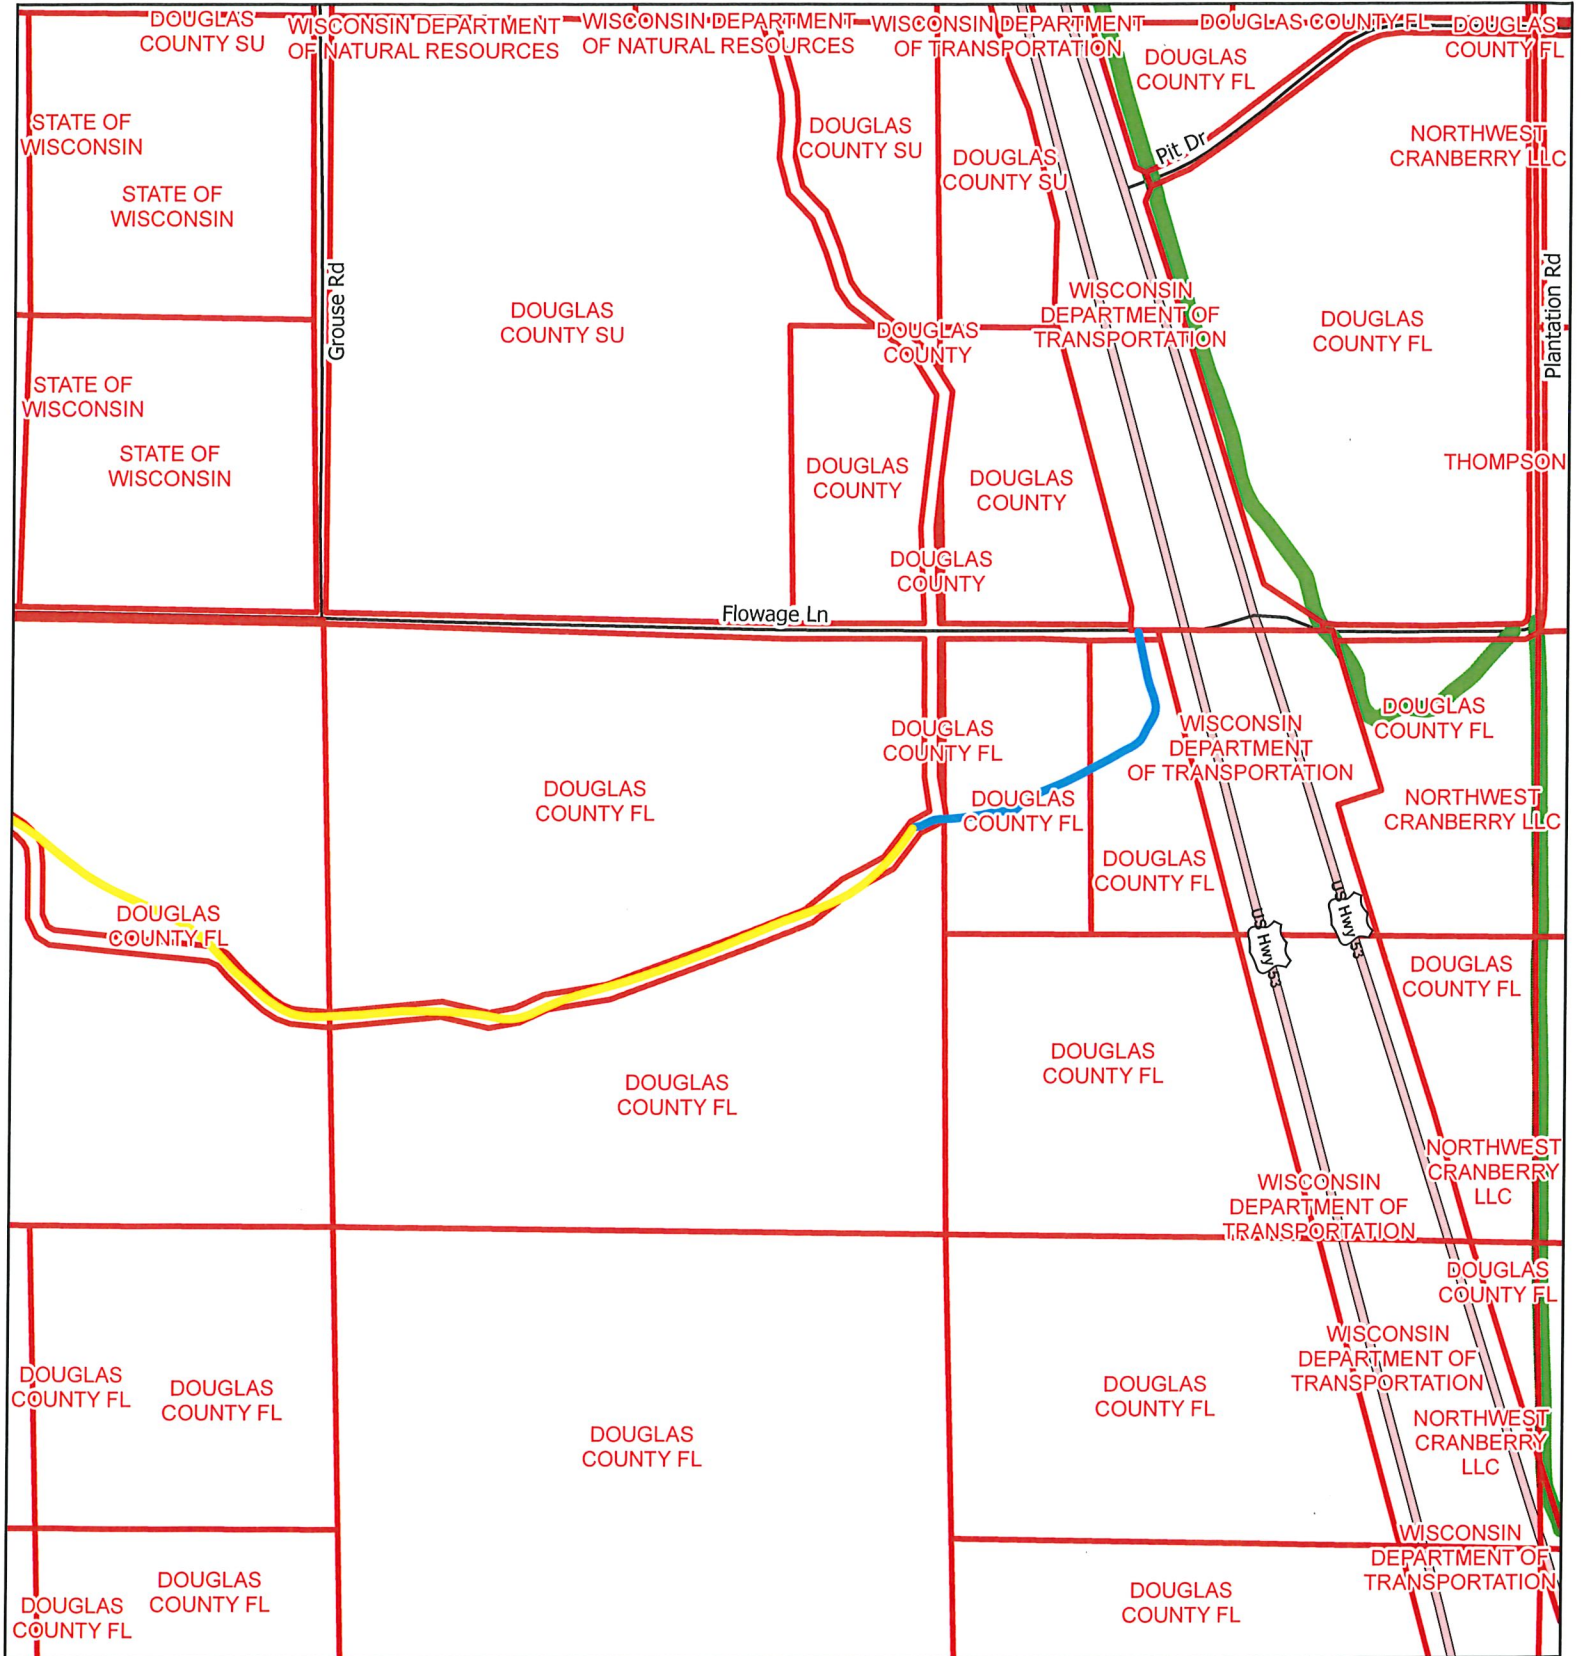 DOUGLAS
COUNTY SU
WISCONSIN DEPARTMENT
OF NATURAL RESOURCES
WISCONSIN DEPARTMENT
OF NATURAL RESOURCES
WISCONSIN DEPARTMENT
OF TRANSPORTATION
DOUGLAS COUNTY FL
DOUGLAS
COUNTY FL
DOUGLAS
COUNTY FL
STATE OF
WISCONSIN
DOUGLAS
COUNTY SU
Pit Dr
NORTHWEST
CRANBERRY LLC
DOUGLAS
COUNTY SU
STATE OF
WISCONSIN
Grouse Rd
DOUGLAS
COUNTY SU
WISCONSIN
DEPARTMENT OF
TRANSPORTATION
DOUGLAS
COUNTY FL
Plantation Rd
DOUGLAS
COUNTY
STATE OF
WISCONSIN
STATE OF
WISCONSIN
DOUGLAS
COUNTY
DOUGLAS
COUNTY
THOMPSON
DOUGLAS
COUNTY
Flowage Ln
DOUGLAS
COUNTY FL
WISCONSIN
DEPARTMENT
OF TRANSPORTATION
DOUGLAS
COUNTY FL
DOUGLAS
COUNTY FL
DOUGLAS
COUNTY FL
NORTHWEST
CRANBERRY LLC
DOUGLAS
COUNTY FL
DOUGLAS
COUNTY FL
US Hwy 53
US Hwy 53
DOUGLAS
COUNTY FL
DOUGLAS
COUNTY FL
DOUGLAS
COUNTY FL
NORTHWEST
CRANBERRY
LLC
WISCONSIN
DEPARTMENT OF
TRANSPORTATION
DOUGLAS
COUNTY FL
WISCONSIN
DEPARTMENT OF
TRANSPORTATION
DOUGLAS
COUNTY FL
DOUGLAS
COUNTY FL
DOUGLAS
COUNTY FL
DOUGLAS
COUNTY FL
NORTHWEST
CRANBERRY
LLC
WISCONSIN
DEPARTMENT OF
TRANSPORTATION
DOUGLAS
COUNTY FL
DOUGLAS
COUNTY FL
DOUGLAS
COUNTY FL